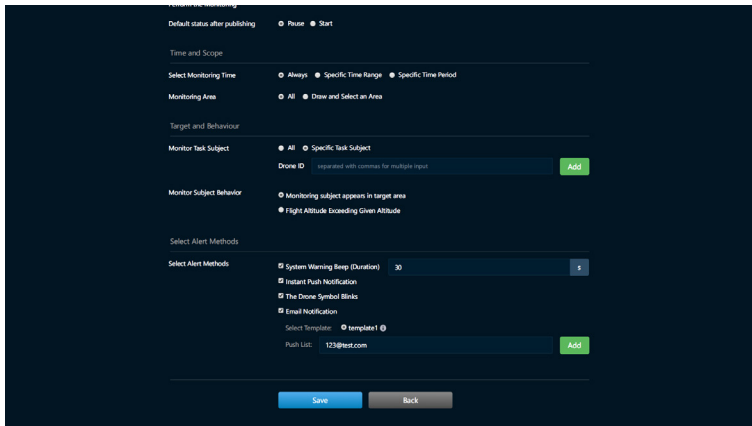 Perform the Monitoring
Default status after publishing Pause Start
Time and Scope
Select Monitoring Time Always Specific Time Range Specific Time Period
Monitoring Area All Draw and Select an Area
Target and Behaviour
Monitor Task Subject All Specific Task Subject
Drone ID separated with commas for multiple input Add
Monitor Subject Behavior Monitoring subject appears in target area
Flight Altitude Exceeding Given Altitude
Select Alert Methods
Select Alert Methods System Warning Beep (Duration) 30 s
Instant Push Notification
The Drone Symbol Blinks
Email Notification
Select Template: template1
Push List: 123@test.com Add
Save Back